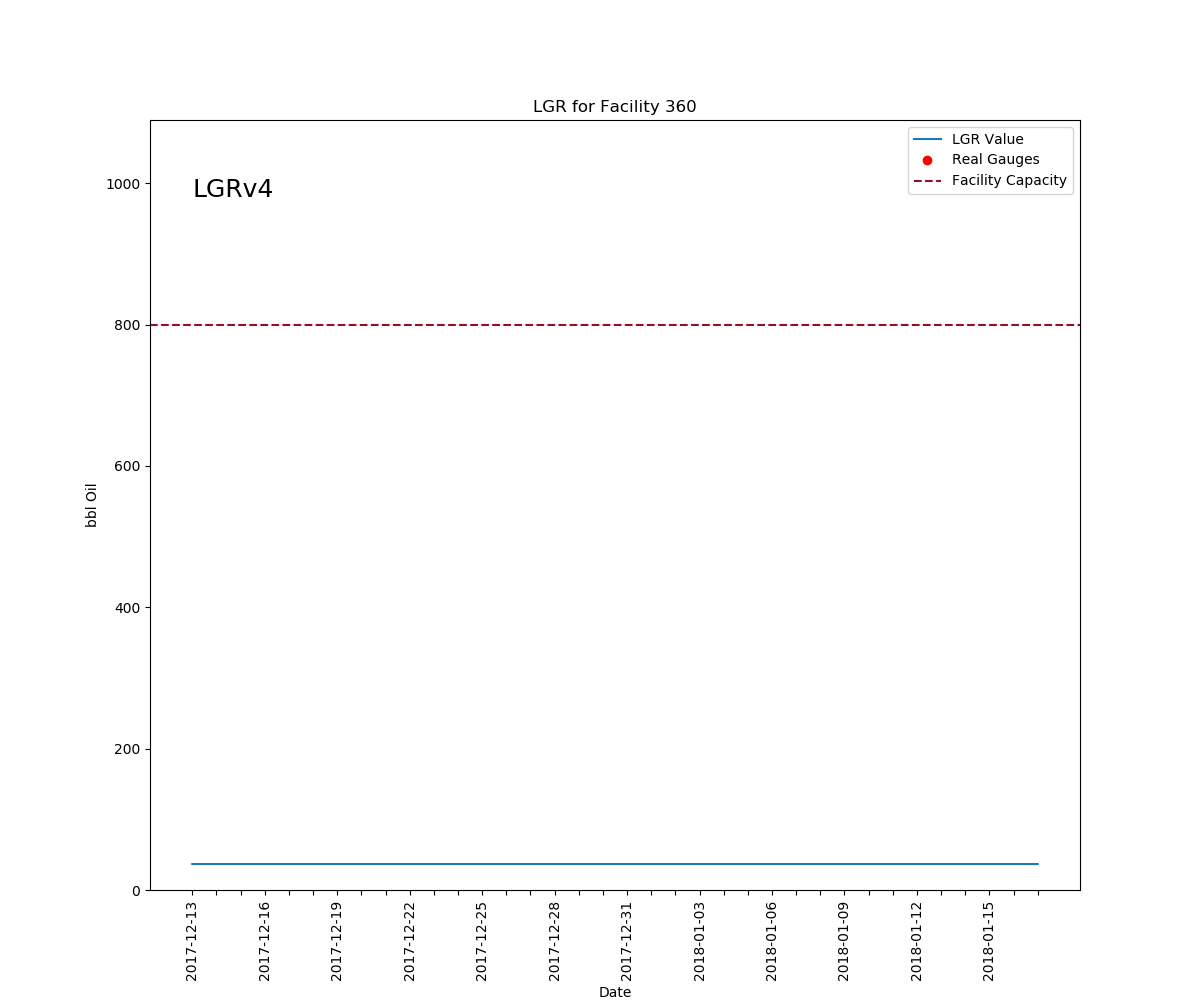 LGR for Facility 360
LGR Value
Real Gauges
Facility Capacity
LGRv4
1000
800
600
400
200
0
bbl Oil
2017-12-13
2017-12-16
2017-12-19
2017-12-22
2017-12-25
2017-12-28
2017-12-31
2018-01-03
2018-01-06
2018-01-09
2018-01-12
2018-01-15
Date